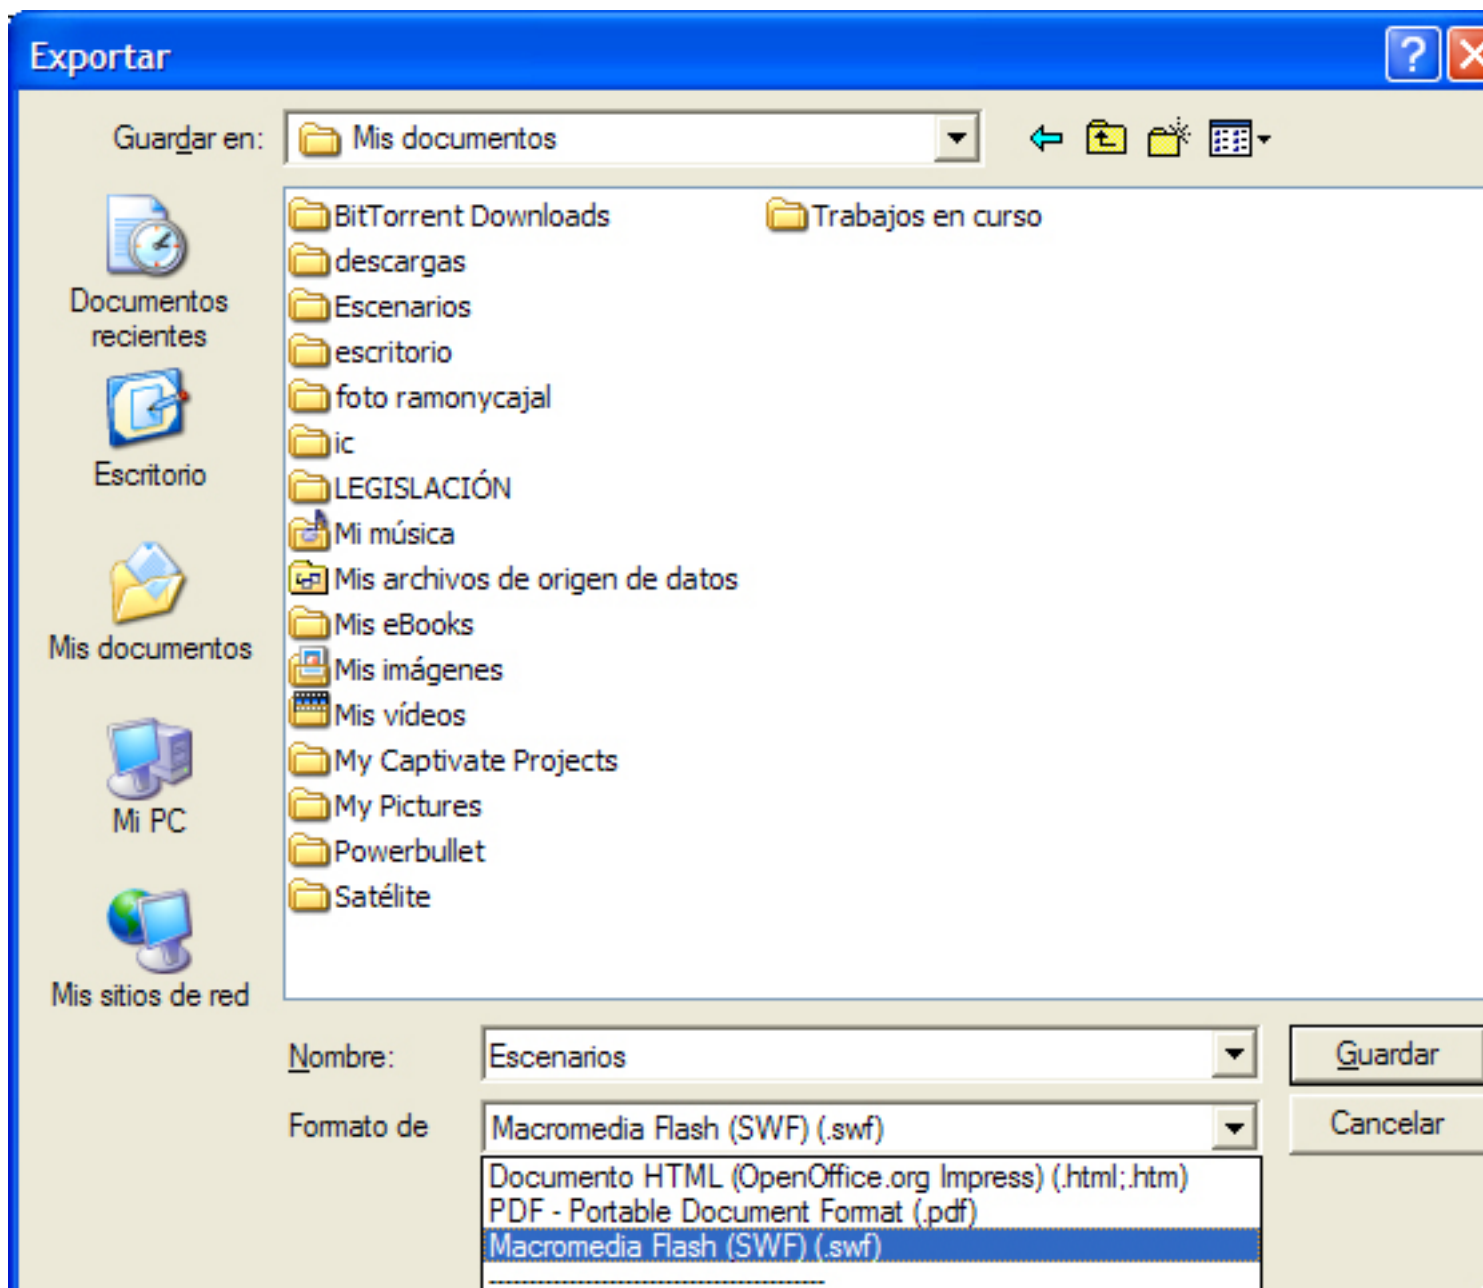 Exportar
Guardar en:
Mis documentos
BitTorrent Downloads
descargas
Escenarios
escritorio
foto ramonycajal
ic
LEGISLACIÓN
Mi música
Mis archivos de origen de datos
Mis eBooks
Mis imágenes
Mis vídeos
My Captivate Projects
My Pictures
Powerbullet
Satélite
Trabajos en curso
Documentos
recientes
Escritorio
Mis documentos
Mi PC
Mis sitios de red
Nombre:
Escenarios
Guardar
Formato de
Macromedia Flash (SWF) (.swf)
Cancelar
Documento HTML (OpenOffice.org Impress) (.html;.htm)
PDF - Portable Document Format (.pdf)
Macromedia Flash (SWF) (.swf)